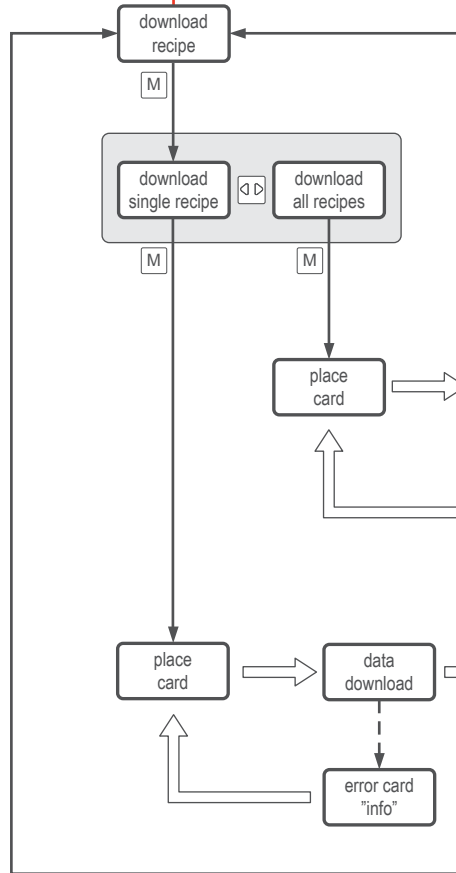 download
recipe
M
download
single recipe
download
all recipes
M
M
place
card
place
card
data
download
error card
"info"